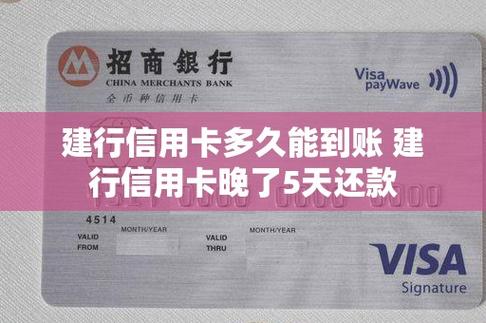 招商銀行
CHINA MERCHANTS BANK
全币种信用卡
Visa
payWave
建行信用卡多久能到账 建
行信用卡晚了5天还款
4514
MONTH/YEAR
MONTH/YEAR
VALID
FROM
VALID
THRU
VISA
Signature